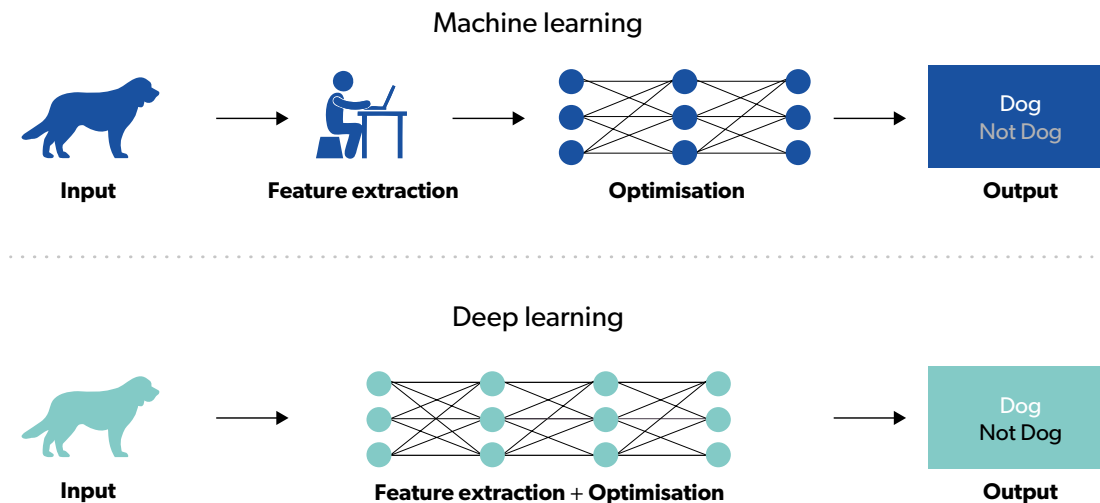 Machine learning
Dog
Not Dog
Input
Feature extraction
Optimisation
Output
Deep learning
Dog
Not Dog
Input
Feature extraction + Optimisation
Output